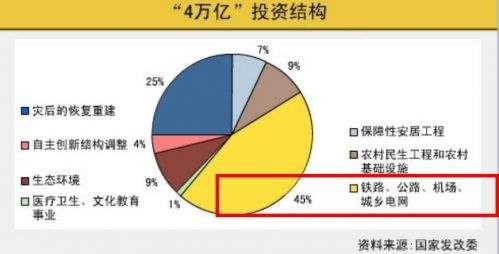 “4万亿”投资结构
7%
9%
25%
灾后的恢复重建
自主创新结构调整
4%
生态环境
9%
医疗卫生、文化教育
事业
1%
45%
保障性安居工程
农村民生工程和农村
基础设施
铁路、公路、机场、
城乡电网
资料来源:国家发改委